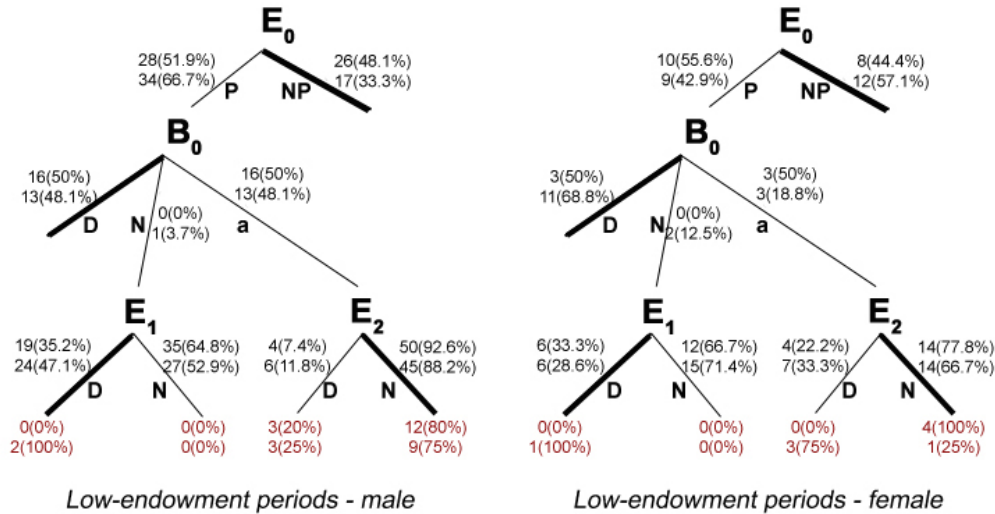 E0
28(51.9%)
34(66.7%)
P
NP
26(48.1%)
17(33.3%)
B0
16(50%)
13(48.1%)
D
N
0(0%)
1(3.7%)
a
16(50%)
13(48.1%)
E1
19(35.2%)
24(47.1%)
D
N
35(64.8%)
27(52.9%)
E2
4(7.4%)
6(11.8%)
D
N
50(92.6%)
45(88.2%)
0(0%)
2(100%)
0(0%)
0(0%)
3(20%)
3(25%)
12(80%)
9(75%)
Low-endowment periods - male
E0
10(55.6%)
9(42.9%)
P
NP
8(44.4%)
12(57.1%)
B0
3(50%)
11(68.8%)
D
N
0(0%)
2(12.5%)
a
3(50%)
3(18.8%)
E1
6(33.3%)
6(28.6%)
D
N
12(66.7%)
15(71.4%)
E2
4(22.2%)
7(33.3%)
D
N
14(77.8%)
14(66.7%)
0(0%)
1(100%)
0(0%)
0(0%)
0(0%)
3(75%)
4(100%)
1(25%)
Low-endowment periods - female